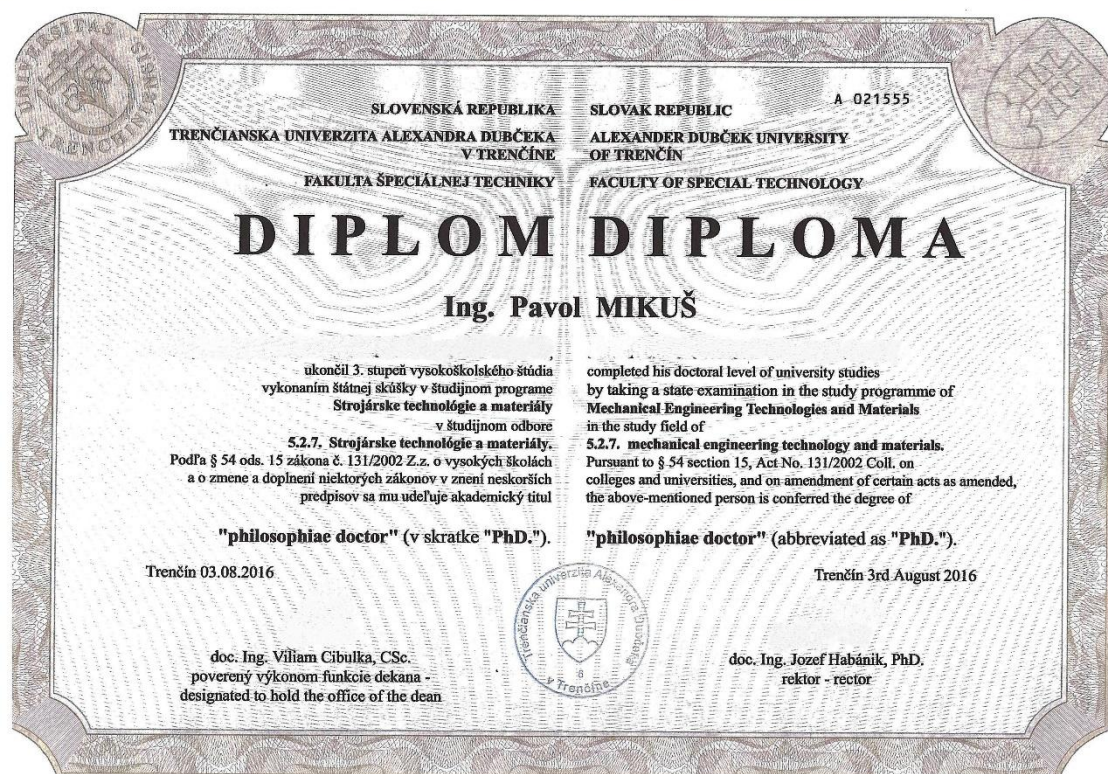 A 021555
SLOVENSKÁ REPUBLIKA
TRENČIANSKA UNIVERZITA ALEXANDRA DUBČEKA
V TRENČÍNE
FAKULTA ŠPECIÁLNEJ TECHNIKY
SLOVAK REPUBLIC
ALEXANDER DUBČEK UNIVERSITY
OF TRENČÍN
FACULTY OF SPECIAL TECHNOLOGY
DIPLOM DIPLOMA
Ing. Pavol MIKUŠ
ukončil 3. stupeň vysokoškolského štúdia
vykonaním štátnej skúšky v študijnom programe
Strojárske technológie a materiály
v študijnom odbore
5.2.7. Strojárske technológie a materiály.
Podľa § 54 ods. 15 zákona č. 131/2002 Z.z. o vysokých školách
a o zmene a doplnení niektorých zákonov v znení neskorších
predpisov sa mu udeľuje akademický titul
"philosophiae doctor" (v skratke "PhD.").
Trenčín 03.08.2016
completed his doctoral level of university studies
by taking a state examination in the study programme of
Mechanical Engineering Technologies and Materials
in the study field of
5.2.7. mechanical engineering technology and materials.
Pursuant to § 54 section 15, Act No. 131/2002 Coll. on
colleges and universities, and on amendment of certain acts as amended,
the above-mentioned person is conferred the degree of
"philosophiae doctor" (abbreviated as "PhD.").
Trenčín 3rd August 2016
doc. Ing. Viliam Cibulka, CSc.
poverený výkonom funkcie dekana -
designated to hold the office of the dean
Trenčianska univerzita Alexandra Dubčeka
6
v Trenčíne
doc. Ing. Jozef Habánik, PhD.
rektor - rector